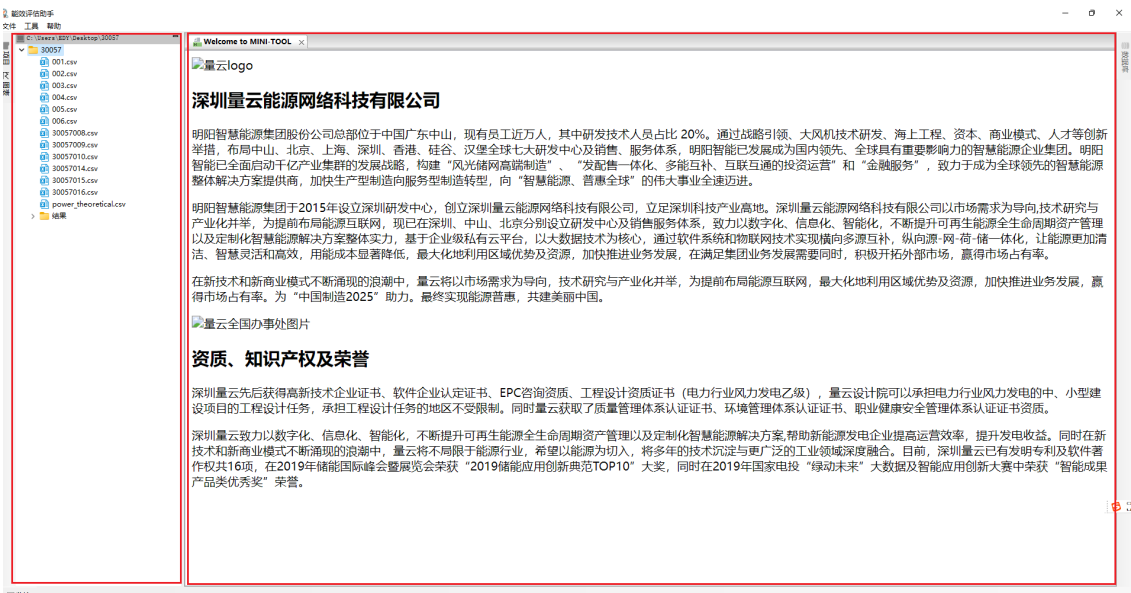 能效评估助手
文件 工具 帮助
C:\Users\EDY\Desktop\30057
30057
001.csv
002.csv
003.csv
004.csv
005.csv
006.csv
30057008.csv
30057009.csv
30057010.csv
30057014.csv
30057015.csv
30057016.csv
power_theoretical.csv
结果
Welcome to MINI-TOOL
量云logo
深圳量云能源网络科技有限公司
明阳智慧能源集团股份公司总部位于中国广东中山，现有员工近万人，其中研发技术人员占比 20%。通过战略引领、大风机技术研发、海上工程、资本、商业模式、人才等创新
举措，布局中山、北京、上海、深圳、香港、硅谷、汉堡全球七大研发中心及销售、服务体系，明阳智能已发展成为国内领先、全球具有重要影响力的智慧能源企业集团。明阳
智能已全面启动千亿产业集群的发展战略，构建“风光储网高端制造”、“发配售一体化、多能互补、互联互通的投资运营”和“金融服务”，致力于成为全球领先的智慧能源
整体解决方案提供商，加快生产型制造向服务型制造转型，向“智慧能源、普惠全球”的伟大事业全速迈进。
明阳智慧能源集团于2015年设立深圳研发中心，创立深圳量云能源网络科技有限公司，立足深圳科技产业高地。深圳量云能源网络科技有限公司以市场需求为导向,技术研究与
产业化并举，为提前布局能源互联网，现已在深圳、中山、北京分别设立研发中心及销售服务体系，致力以数字化、信息化、智能化，不断提升可再生能源全生命周期资产管理
以及定制化智慧能源解决方案整体实力，基于企业级私有云平台，以大数据技术为核心，通过软件系统和物联网技术实现横向多源互补，纵向源-网-荷-储一体化，让能源更加清
洁、智慧灵活和高效，用能成本显著降低，最大化地利用区域优势及资源，加快推进业务发展，在满足集团业务发展需要同时，积极开拓外部市场，赢得市场占有率。
在新技术和新商业模式不断涌现的浪潮中，量云将以市场需求为导向，技术研究与产业化并举，为提前布局能源互联网，最大化地利用区域优势及资源，加快推进业务发展，赢
得市场占有率。为“中国制造2025”助力。最终实现能源普惠，共建美丽中国。
量云全国办事处图片
资质、知识产权及荣誉
深圳量云先后获得高新技术企业证书、软件企业认定证书、EPC咨询资质、工程设计资质证书（电力行业风力发电乙级），量云设计院可以承担电力行业风力发电的中、小型建
设项目的工程设计任务，承担工程设计任务的地区不受限制。同时量云获取了质量管理体系认证证书、环境管理体系认证证书、职业健康安全管理体系认证证书资质。
深圳量云致力以数字化、信息化、智能化，不断提升可再生能源全生命周期资产管理以及定制化智慧能源解决方案,帮助新能源发电企业提高运营效率，提升发电收益。同时在新
技术和新商业模式不断涌现的浪潮中，量云将不局限于能源行业，希望以能源为切入，将多年的技术沉淀与更广泛的工业领域深度融合。目前，深圳量云已有发明专利及软件著
作权共16项，在2019年储能国际峰会暨展览会荣获“2019储能应用创新典范TOP10”大奖，同时在2019年国家电投“绿动未来”大数据及智能应用创新大赛中荣获“智能成果
产品类优秀奖”荣誉。
数据库